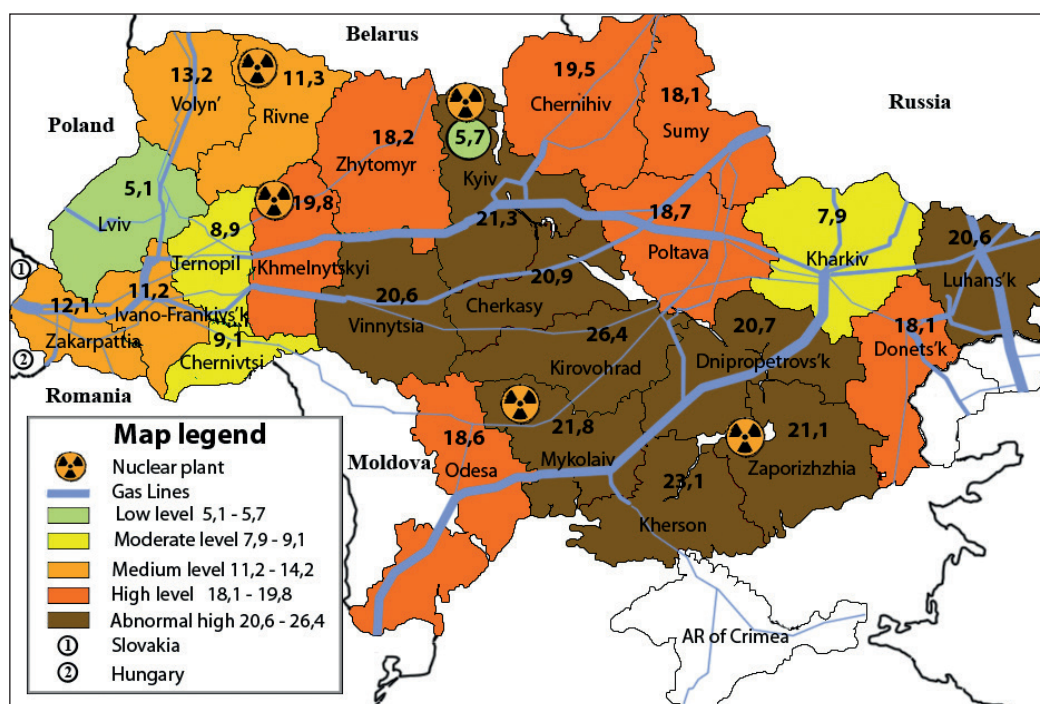 Belarus
Russia
Poland
Moldova
Romania
13,2
Volyn'
11,3
Rivne
18,2
Zhytomyr
5,7
Kyiv
21,3
19,5
Chernihiv
18,1
Sumy
5,1
Lviv
8,9
Ternopil
19,8
Khmelnytskyi
18,7
Poltava
7,9
Kharkiv
20,6
Luhans'k
1
12,1
Zakarpattia
2
11,2
Ivano-Frankivs'k
9,1
Chernivtsi
20,6
Vinnytsia
20,9
Cherkasy
26,4
Kirovohrad
20,7
Dnipropetrovs'k
18,1
Donets'k
18,6
Odesa
21,8
Mykolaiv
21,1
Zaporizhzhia
23,1
Kherson
AR of Crimea
Map legend
Nuclear plant
Gas Lines
Low level 5,1 - 5,7
Moderate level 7,9 - 9,1
Medium level 11,2 - 14,2
High level 18,1 - 19,8
Abnormal high 20,6 - 26,4
1 Slovakia
2 Hungary